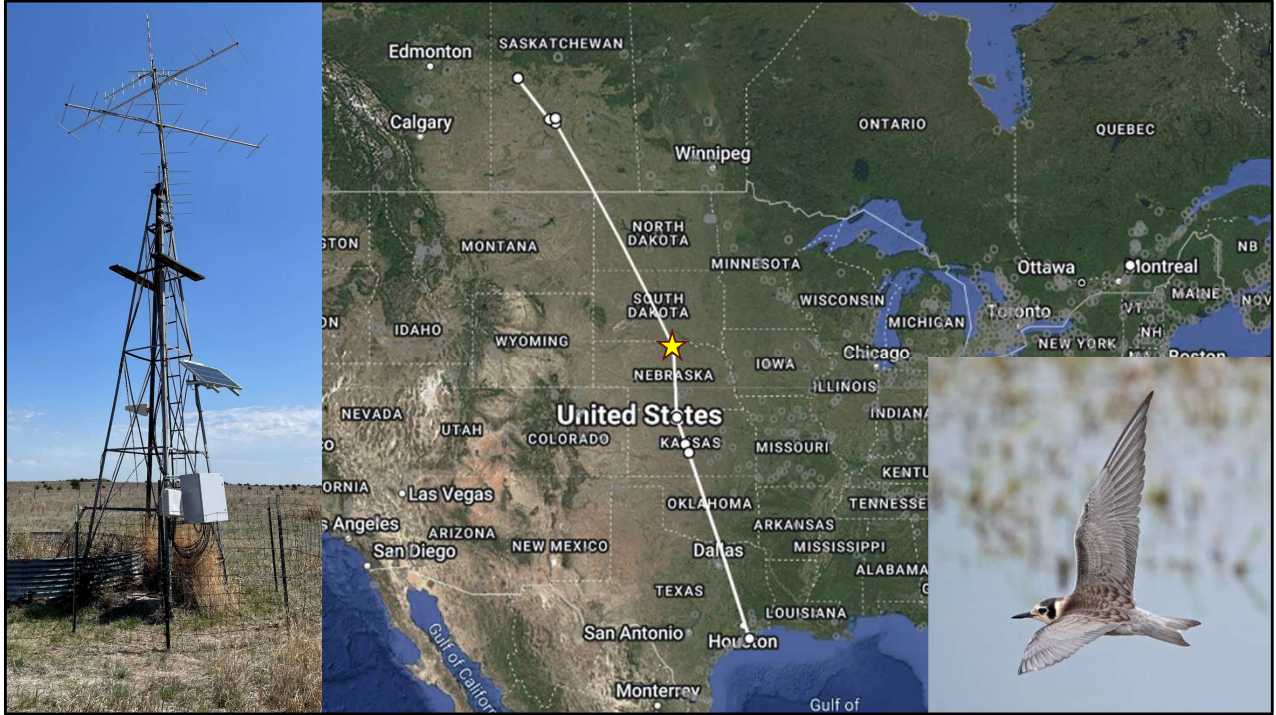 SASKATCHEWAN
Edmonton
Calgary
ONTARIO
QUEBEC
Winnipeg
NORTH
DAKOTA
MONTANA
NB
MINNESOTA
Ottawa
Montreal
MAINE
SOUTH
DAKOTA
WISCONSIN
VT
NOV
IDAHO
MICHIGAN
Toronto
NH
WYOMING
NEW YORK
Chicago
Boston
IOWA
NEBRASKA
ILLINOIS
NEVADA
United States
INDIANA
UTAH
COLORADO
KANSAS
MISSOURI
KENTU
ORNIA
Las Vegas
OKLAHOMA
TENNESSE
s Angeles
ARIZONA
ARKANSAS
San Diego
NEW MEXICO
Dallas
MISSISSIPPI
ALABAMA
TEXAS
LOUISIANA
San Antonio
Houston
Gulf of Californ
Monterrey
Gulf of